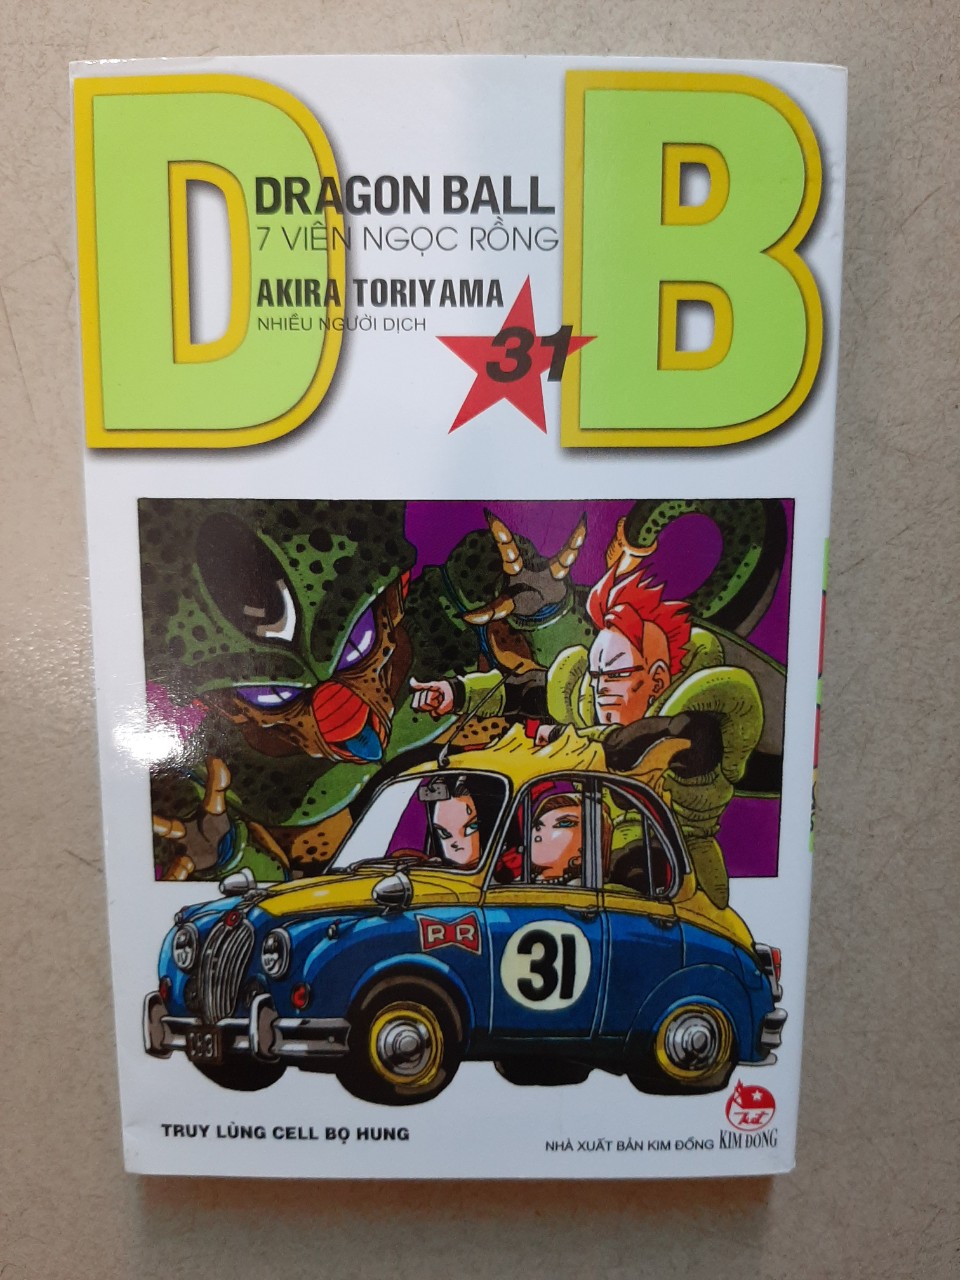 D B
DRAGON BALL
7 VIÊN NGỌC RỒNG
AKIRA TORIYAMA
NHIỀU NGƯỜI DỊCH
31
RR
31
TRUY LÙNG CELL BỌ HUNG
NHÀ XUẤT BẢN KIM ĐỒNG
KIM ĐỒNG